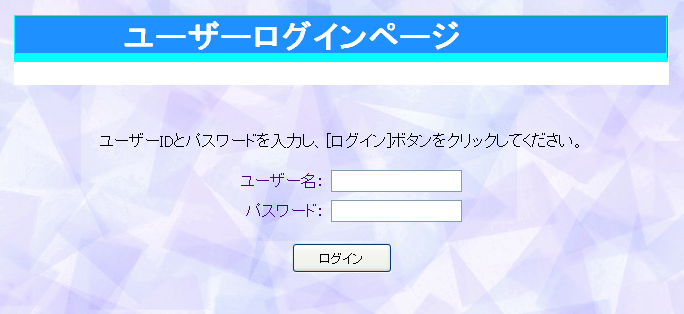 ユーザーログインページ
ユーザーIDとパスワードを入力し、[ログイン]ボタンをクリックしてください。
ユーザー名：
パスワード：
ログイン